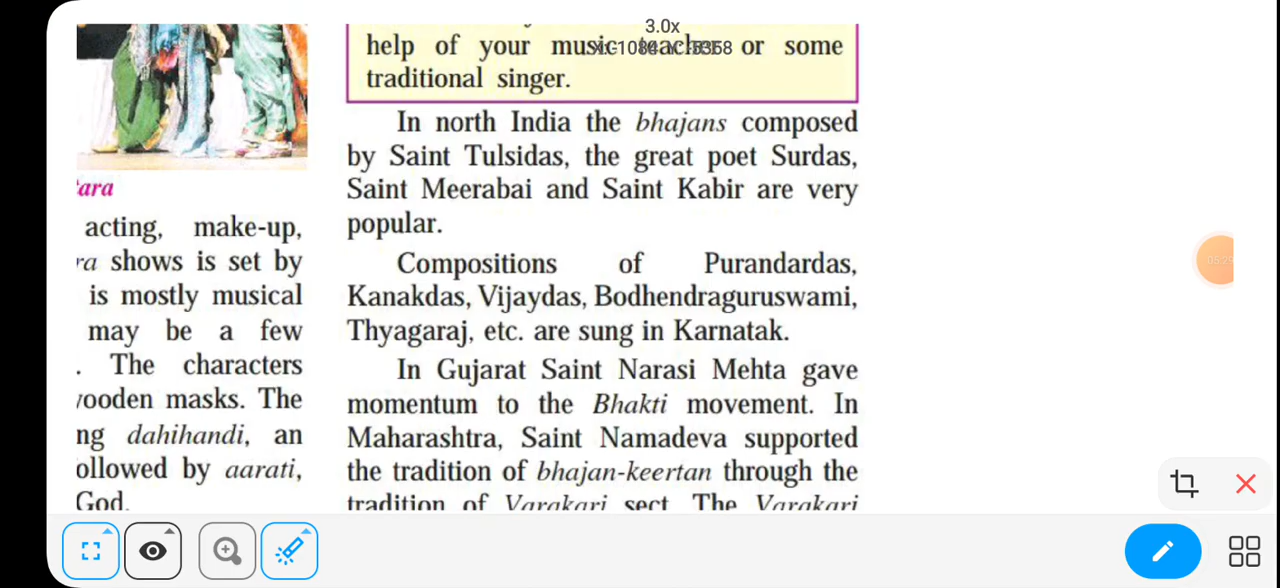 3.0x
help of your music teacher or some
traditional singer.
In north India the bhajans composed
by Saint Tulsidas, the great poet Surdas,
Saint Meerabai and Saint Kabir are very
popular.
Compositions of Purandardas,
Kanakdas, Vijaydas, Bodhendraguruswami,
Thyagaraj, etc. are sung in Karnatak.
In Gujarat Saint Narasi Mehta gave
momentum to the Bhakti movement. In
Maharashtra, Saint Namadeva supported
the tradition of bhajan-keertan through the
tradition of Varakari sect. The Varakari
ara
acting, make-up,
ra shows is set by
is mostly musical
may be a few
. The characters
ooden masks. The
ng dahihandi, an
ollowed by aarati,
God.
05:29